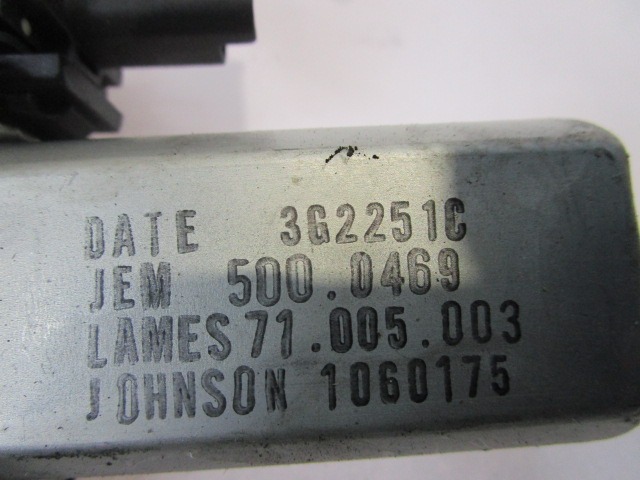 DATE 3G2251C
JEM 500.0469
LAMES 71.005.003
JOHNSON 1060175